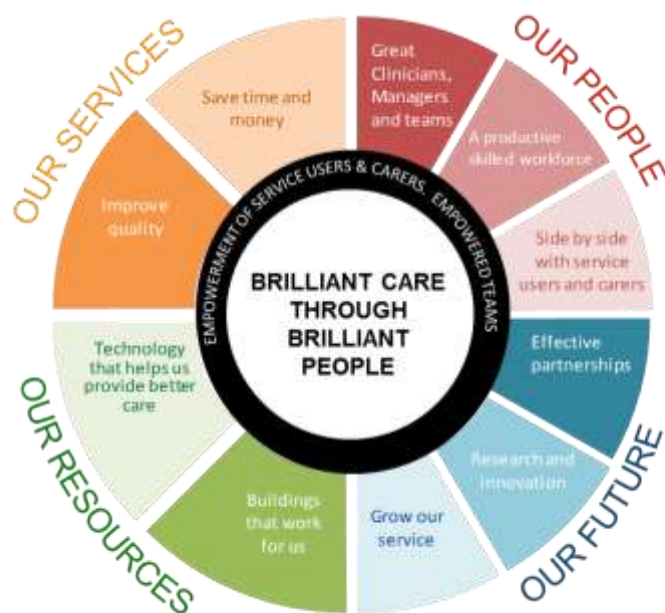 OUR SERVICES
Save time and
money
Improve
quality
OUR PEOPLE
Great
Clinicians,
Managers
and teams
A productive
skilled workforce
Side by side
with service
users and carers
OUR FUTURE
Effective
partnerships
Research and
innovation
Grow our
service
OUR RESOURCES
Buildings
that work
for us
Technology
that helps us
provide better
care
EMPOWERMENT OF SERVICE USERS & CARERS, EMPOWERED TEAMS
BRILLIANT CARE
THROUGH
BRILLIANT
PEOPLE